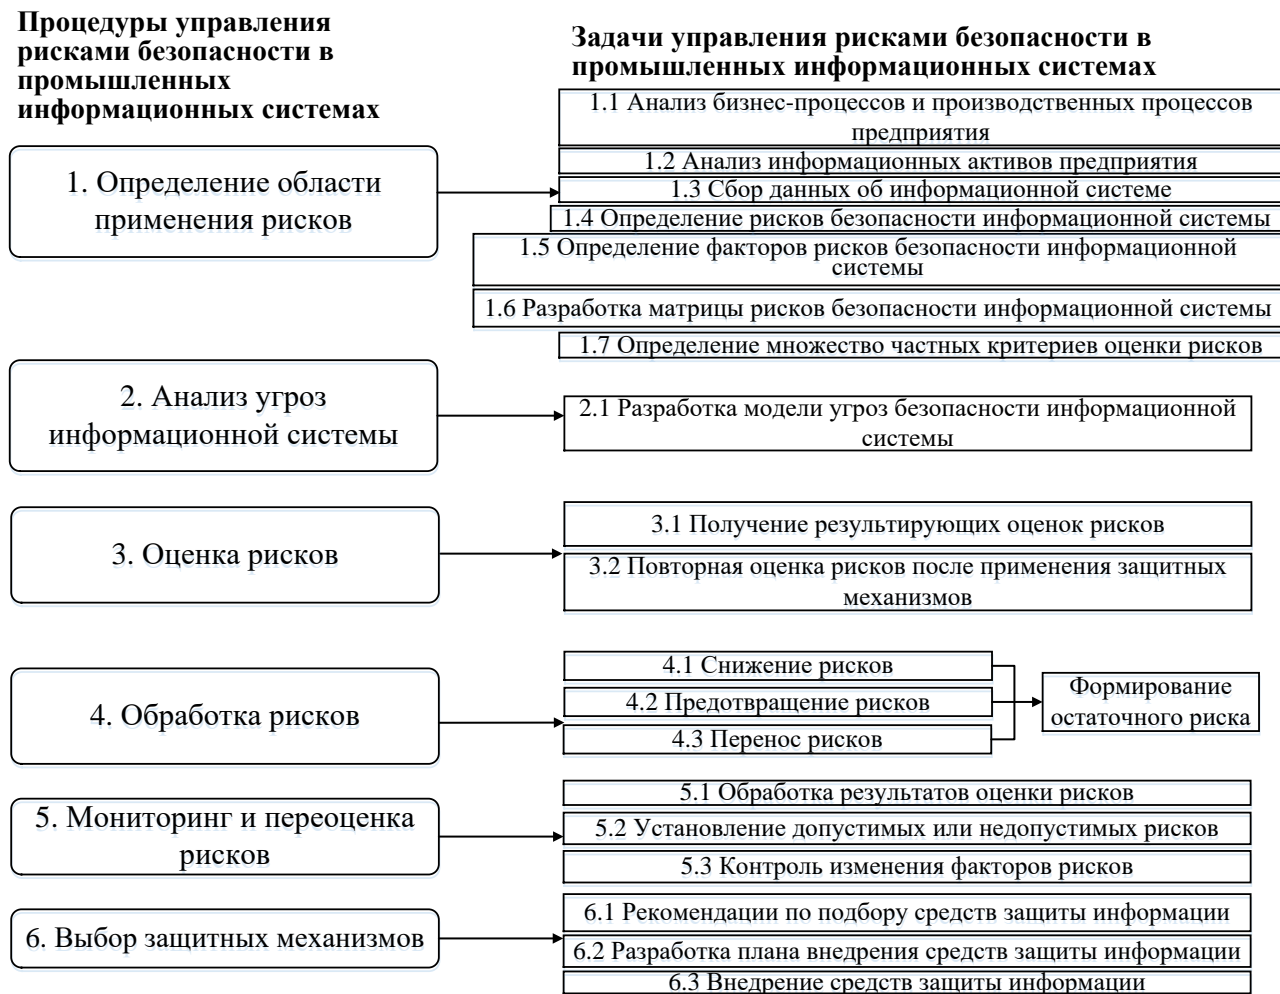 Процедуры управления
рисками безопасности в
промышленных
информационных системах
Задачи управления рисками безопасности в
промышленных информационных системах
1. Определение области
применения рисков
1.1 Анализ бизнес-процессов и производственных процессов
предприятия
1.2 Анализ информационных активов предприятия
1.3 Сбор данных об информационной системе
1.4 Определение рисков безопасности информационной системы
1.5 Определение факторов рисков безопасности информационной
системы
1.6 Разработка матрицы рисков безопасности информационной системы
1.7 Определение множество частных критериев оценки рисков
2. Анализ угроз
информационной системы
2.1 Разработка модели угроз безопасности информационной
системы
3. Оценка рисков
3.1 Получение результирующих оценок рисков
3.2 Повторная оценка рисков после применения защитных
механизмов
4. Обработка рисков
4.1 Снижение рисков
4.2 Предотвращение рисков
4.3 Перенос рисков
Формирование
остаточного риска
5. Мониторинг и переоценка
рисков
5.1 Обработка результатов оценки рисков
5.2 Установление допустимых или недопустимых рисков
5.3 Контроль изменения факторов рисков
6. Выбор защитных механизмов
6.1 Рекомендации по подбору средств защиты информации
6.2 Разработка плана внедрения средств защиты информации
6.3 Внедрение средств защиты информации